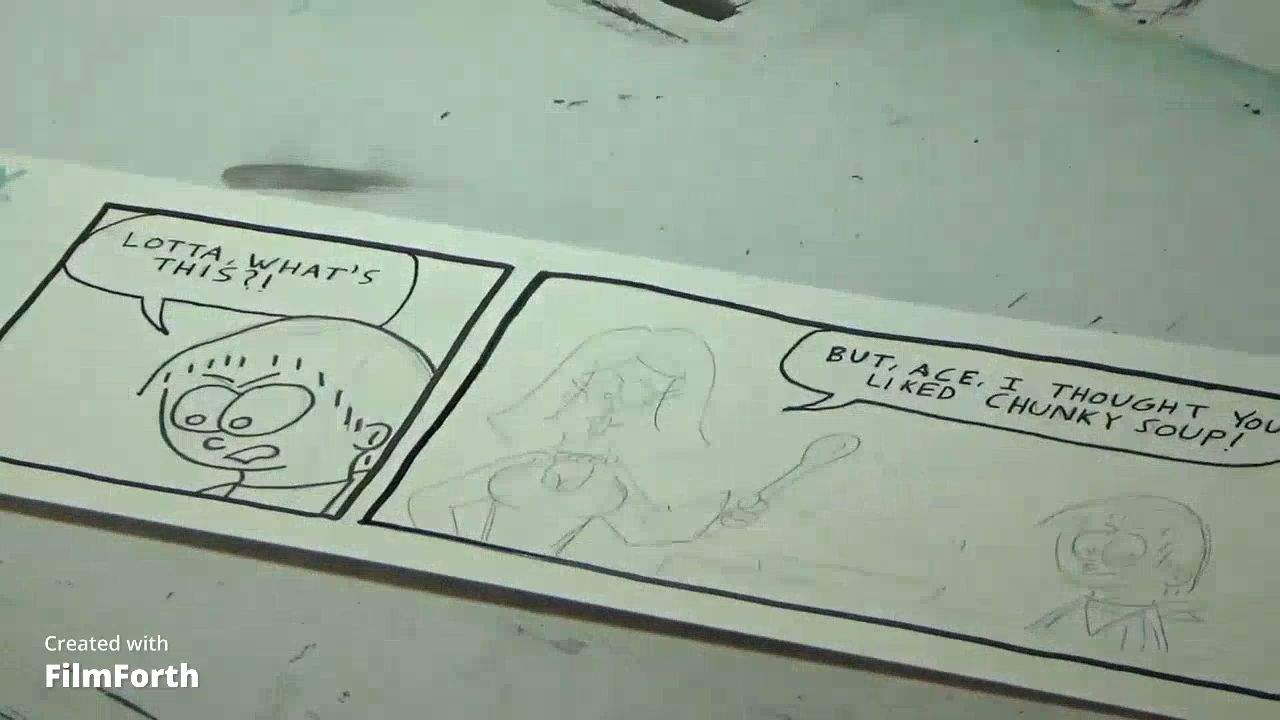 LOTTA, WHAT'S
THIS?!
BUT, ACE, I THOUGHT YOU
LIKED CHUNKY SOUP!
Created with
FilmForth